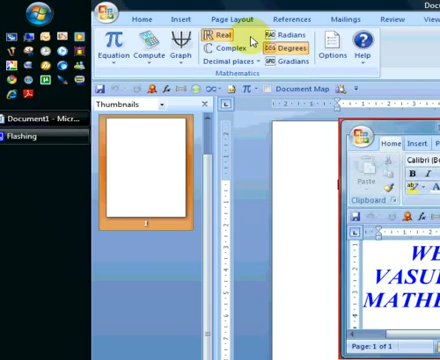 Doc
Home Insert Page Layout References Mailings Review View
Real Radians
Complex Degrees
Decimal places Gradians
Equation Compute Graph Options Help
Mathematics
Document Map
Document1 - Micr...
Flashing
Thumbnails
1
Home Insert P
Calibri (B
Paste
B I
ab A
Clipboard
WE
VASU
MATHE
Page: 1 of 1